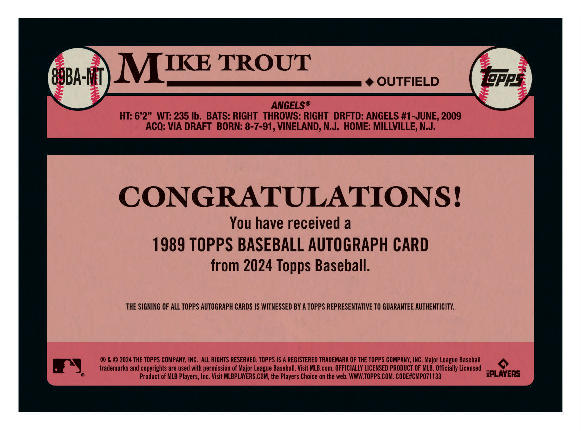 89BA-MT
MIKE TROUT
OUTFIELD
Topps
ANGELS®
HT: 6'2" WT: 235 lb. BATS: RIGHT THROWS: RIGHT DRFTD: ANGELS #1-JUNE, 2009
ACQ: VIA DRAFT BORN: 8-7-91, VINELAND, N.J. HOME: MILLVILLE, N.J.
CONGRATULATIONS!
You have received a
1989 TOPPS BASEBALL AUTOGRAPH CARD
from 2024 Topps Baseball.
THE SIGNING OF ALL TOPPS AUTOGRAPH CARDS IS WITNESSED BY A TOPPS REPRESENTATIVE TO GUARANTEE AUTHENTICITY.
® & © 2024 THE TOPPS COMPANY, INC. ALL RIGHTS RESERVED. TOPPS IS A REGISTERED TRADEMARK OF THE TOPPS COMPANY, INC. Major League Baseball
trademarks and copyrights are used with permission of Major League Baseball. Visit MLB.com. OFFICIALLY LICENSED PRODUCT OF MLB. Officially Licensed
Product of MLB Players, Inc. Visit MLBPLAYERS.COM, the Players Choice on the web. WWW.TOPPS.COM. CODE#CMP071133
PLAYERS